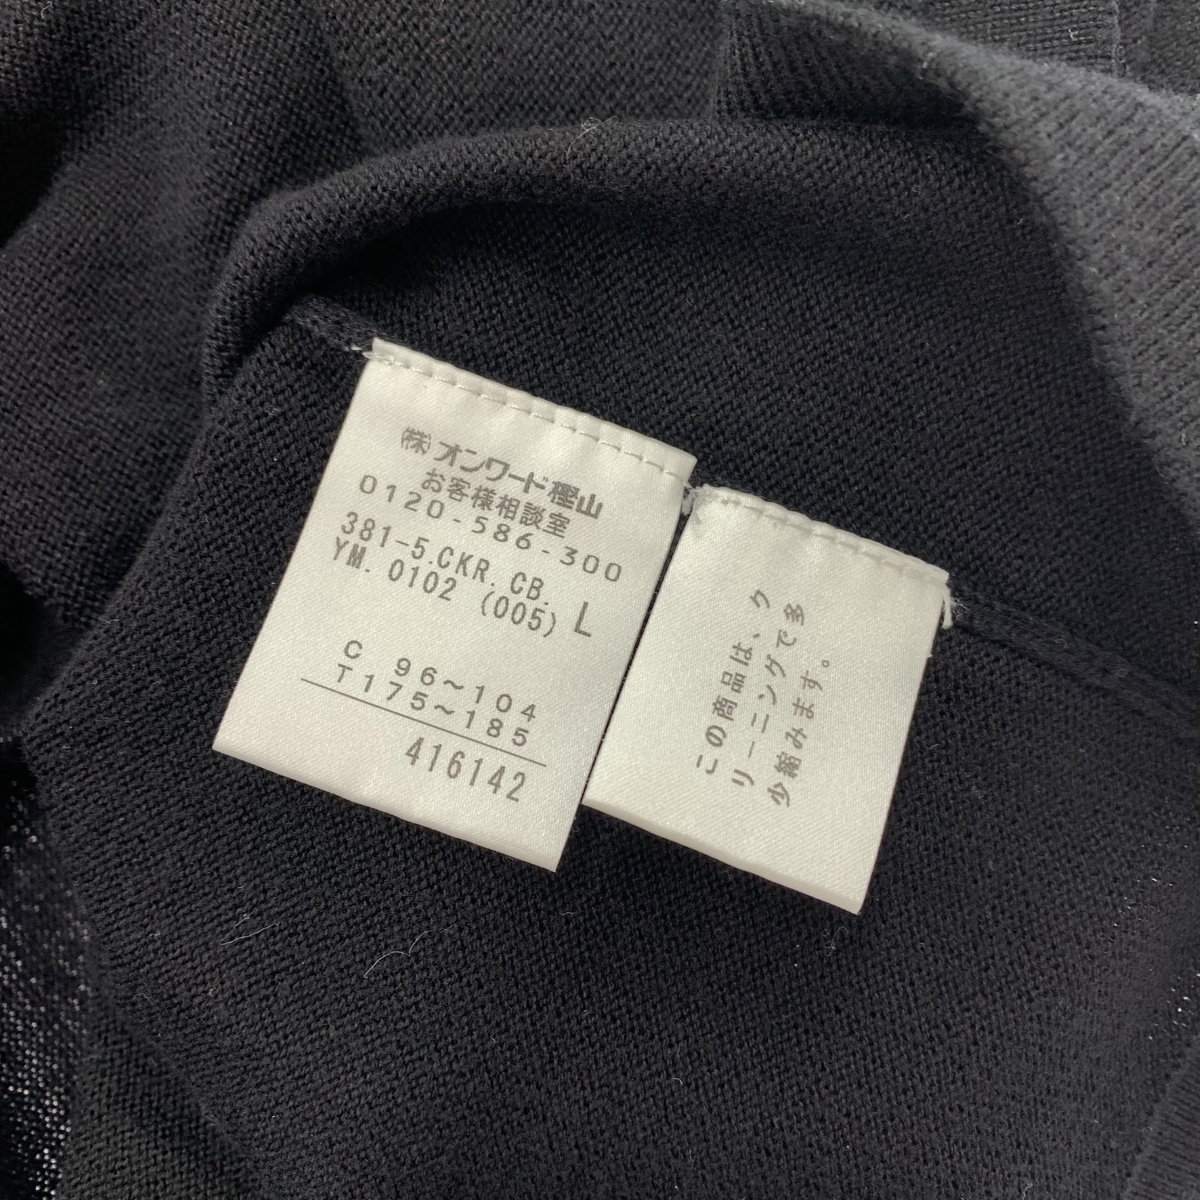 (株)オンワード樫山
お客様相談室
0120-586-300
381-5.CKR.CB.
YM. 0102 (005) L
C 96~104
T175~185
416142
この商品は、ク
リーニングで多
少縮みます。